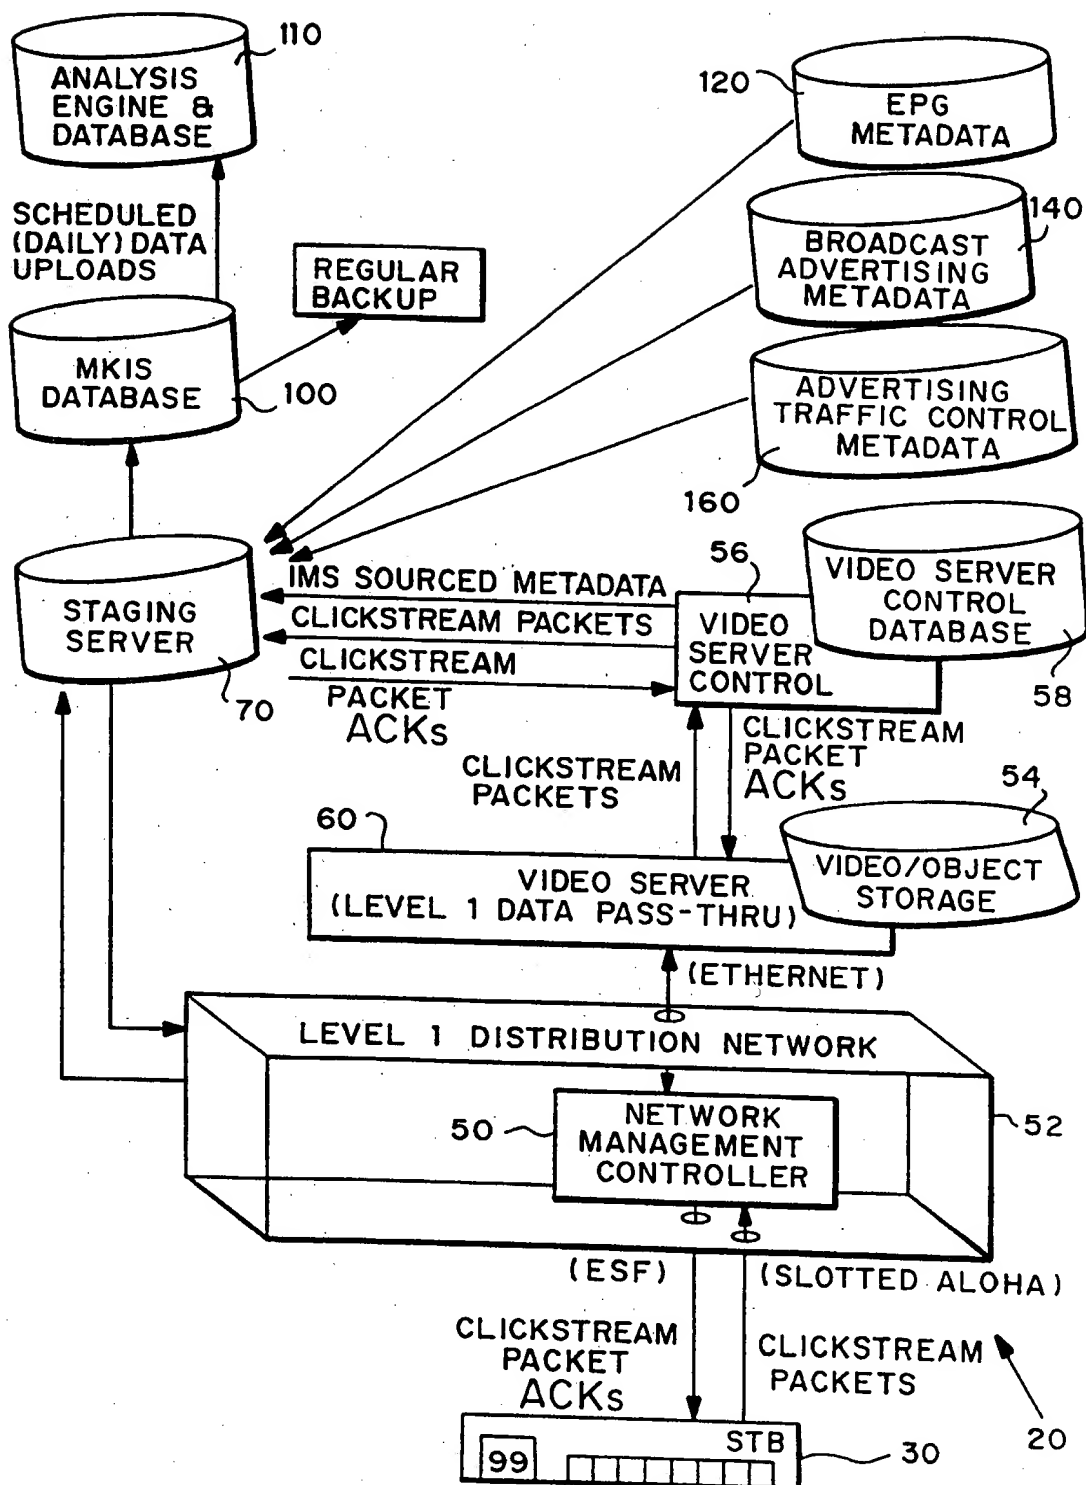 110
ANALYSIS
ENGINE &
DATABASE
120
EPG
METADATA
SCHEDULED
(DAILY) DATA
UPLOADS
140
BROADCAST
ADVERTISING
METADATA
REGULAR
BACKUP
MKIS
DATABASE
100
ADVERTISING
TRAFFIC CONTROL
METADATA
160
STAGING
SERVER
70
IMS SOURCED METADATA
CLICKSTREAM PACKETS
CLICKSTREAM
PACKET
ACKs
56
VIDEO
SERVER
CONTROL
VIDEO SERVER
CONTROL
DATABASE
58
CLICKSTREAM
PACKETS
CLICKSTREAM
PACKET
ACKs
54
VIDEO/OBJECT
STORAGE
60
VIDEO SERVER
(LEVEL 1 DATA PASS-THRU)
(ETHERNET)
LEVEL 1 DISTRIBUTION NETWORK
50
NETWORK
MANAGEMENT
CONTROLLER
52
(ESF)
(SLOTTED ALOHA)
CLICKSTREAM
PACKET
ACKs
CLICKSTREAM
PACKETS
20
STB
99
30